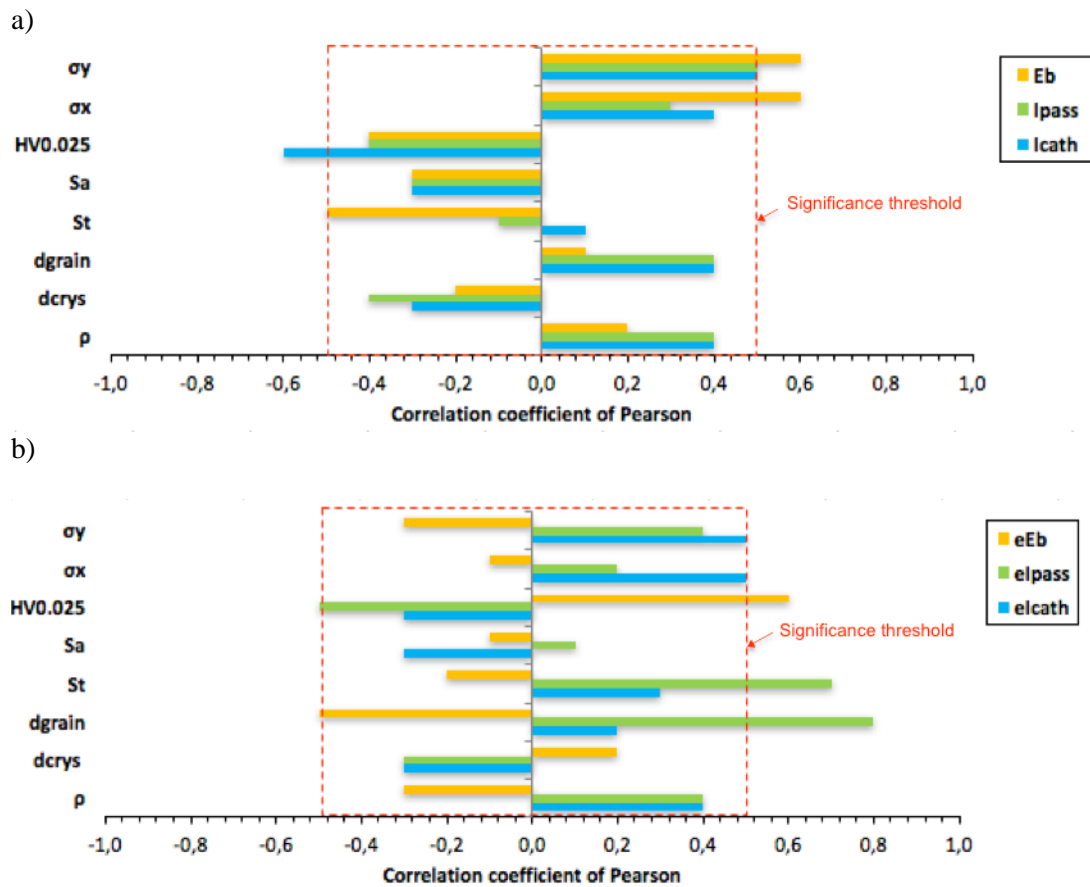 a)
σy
σx
HV0.025
Sa
St
dgrain
dcrys
ρ
Eb
Ipass
Icath
Significance threshold
-1,0 -0,8 -0,6 -0,4 -0,2 0,0 0,2 0,4 0,6 0,8 1,0
Correlation coefficient of Pearson
b)
σy
σx
HV0.025
Sa
St
dgrain
dcrys
ρ
eEb
eIpass
eIcath
Significance threshold
-1,0 -0,8 -0,6 -0,4 -0,2 0,0 0,2 0,4 0,6 0,8 1,0
Correlation coefficient of Pearson